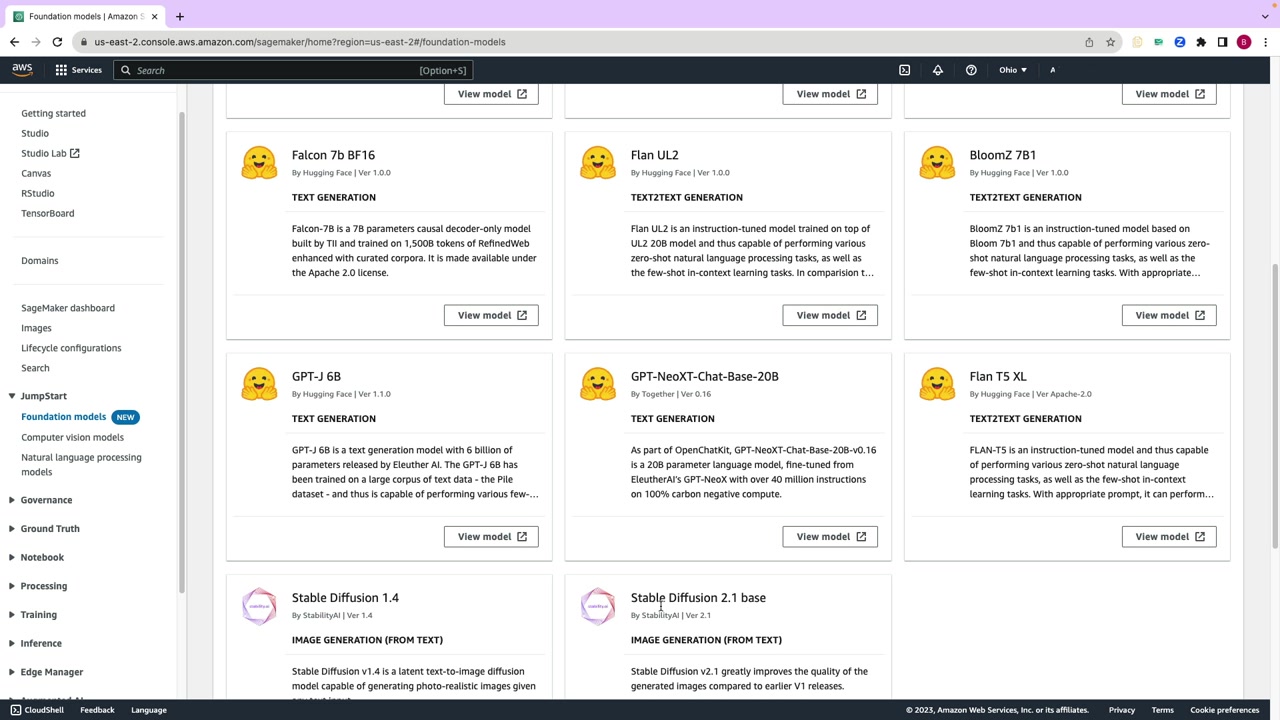 Foundation models | Amazon S
us-east-2.console.aws.amazon.com/sagemaker/home?region=us-east-2#/foundation-models
B
aws
Services
Search
[Option+S]
Ohio
A
Getting started
Studio
Studio Lab
Canvas
RStudio
TensorBoard
Domains
SageMaker dashboard
Images
Lifecycle configurations
Search
JumpStart
Foundation models NEW
Computer vision models
Natural language processing
models
Governance
Ground Truth
Notebook
Processing
Training
Inference
Edge Manager
View model
View model
View model
Falcon 7b BF16
By Hugging Face | Ver 1.0.0
TEXT GENERATION
Falcon-7B is a 7B parameters causal decoder-only model
built by TII and trained on 1,500B tokens of RefinedWeb
enhanced with curated corpora. It is made available under
the Apache 2.0 license.
View model
Flan UL2
By Hugging Face | Ver 1.0.0
TEXT2TEXT GENERATION
Flan UL2 is an instruction-tuned model trained on top of
UL2 20B model and thus capable of performing various
zero-shot natural language processing tasks, as well as
the few-shot in-context learning tasks. In comparision t...
View model
BloomZ 7B1
By Hugging Face | Ver 1.0.0
TEXT2TEXT GENERATION
BloomZ 7b1 is an instruction-tuned model based on
Bloom 7b1 and thus capable of performing various zero-
shot natural language processing tasks, as well as the
few-shot in-context learning tasks. With appropriate...
View model
GPT-J 6B
By Hugging Face | Ver 1.1.0
TEXT GENERATION
GPT-J 6B is a text generation model with 6 billion of
parameters released by Eleuther AI. The GPT-J 6B has
been trained on a large corpus of text data - the Pile
dataset - and thus is capable of performing various few-...
View model
GPT-NeoXT-Chat-Base-20B
By Together | Ver 0.16
TEXT GENERATION
As part of OpenChatKit, GPT-NeoXT-Chat-Base-20B-v0.16
is a 20B parameter language model, fine-tuned from
EleutherAI's GPT-NeoX with over 40 million instructions
on 100% carbon negative compute.
View model
Flan T5 XL
By Hugging Face | Ver Apache-2.0
TEXT2TEXT GENERATION
FLAN-T5 is an instruction-tuned model and thus capable
of performing various zero-shot natural language
processing tasks, as well as the few-shot in-context
learning tasks. With appropriate prompt, it can perform...
View model
stability.ai
Stable Diffusion 1.4
By StabilityAI | Ver 1.4
IMAGE GENERATION (FROM TEXT)
Stable Diffusion v1.4 is a latent text-to-image diffusion
model capable of generating photo-realistic images given
stability.ai
Stable Diffusion 2.1 base
By StabilityAI | Ver 2.1
IMAGE GENERATION (FROM TEXT)
Stable Diffusion v2.1 greatly improves the quality of the
generated images compared to earlier V1 releases.
CloudShell
Feedback
Language
© 2023, Amazon Web Services, Inc. or its affiliates.
Privacy
Terms
Cookie preferences